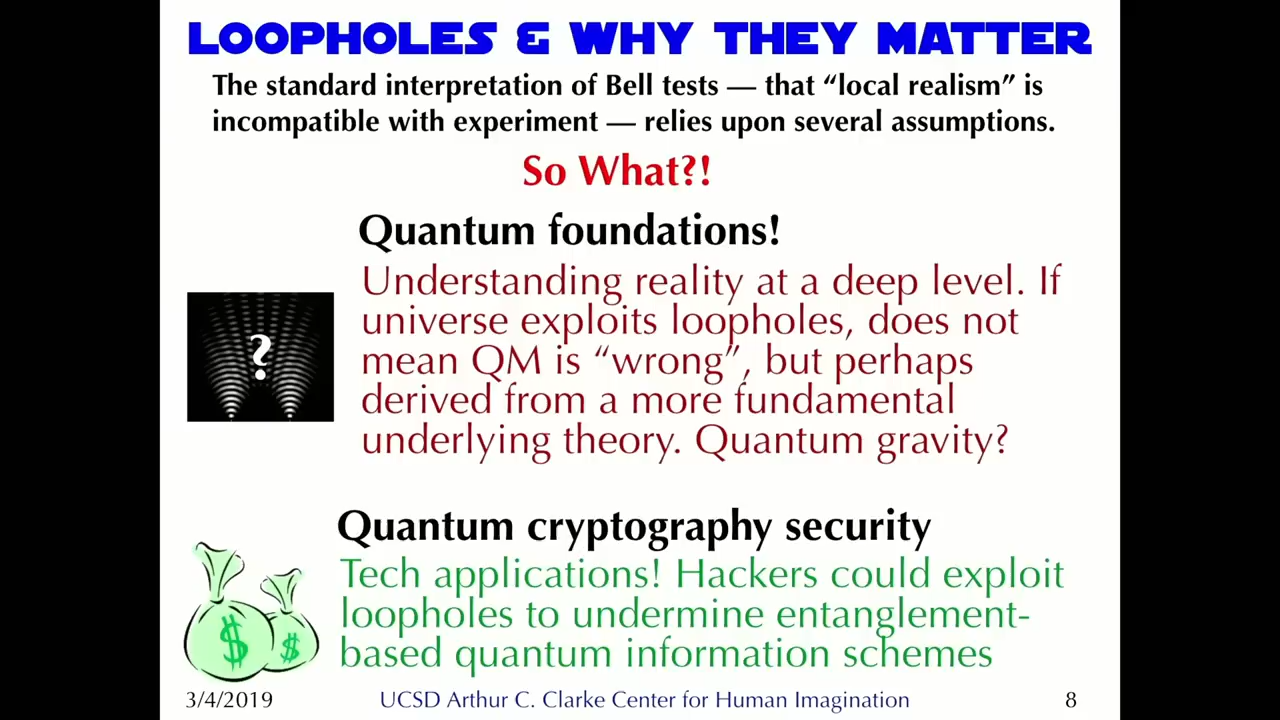 LOOPHOLES & WHY THEY MATTER
The standard interpretation of Bell tests — that “local realism” is
incompatible with experiment — relies upon several assumptions.
So What?!
Quantum foundations!
Understanding reality at a deep level. If
universe exploits loopholes, does not
mean QM is “wrong”, but perhaps
derived from a more fundamental
underlying theory. Quantum gravity?
?
Quantum cryptography security
Tech applications! Hackers could exploit
loopholes to undermine entanglement-
based quantum information schemes
$ $
3/4/2019 UCSD Arthur C. Clarke Center for Human Imagination 8